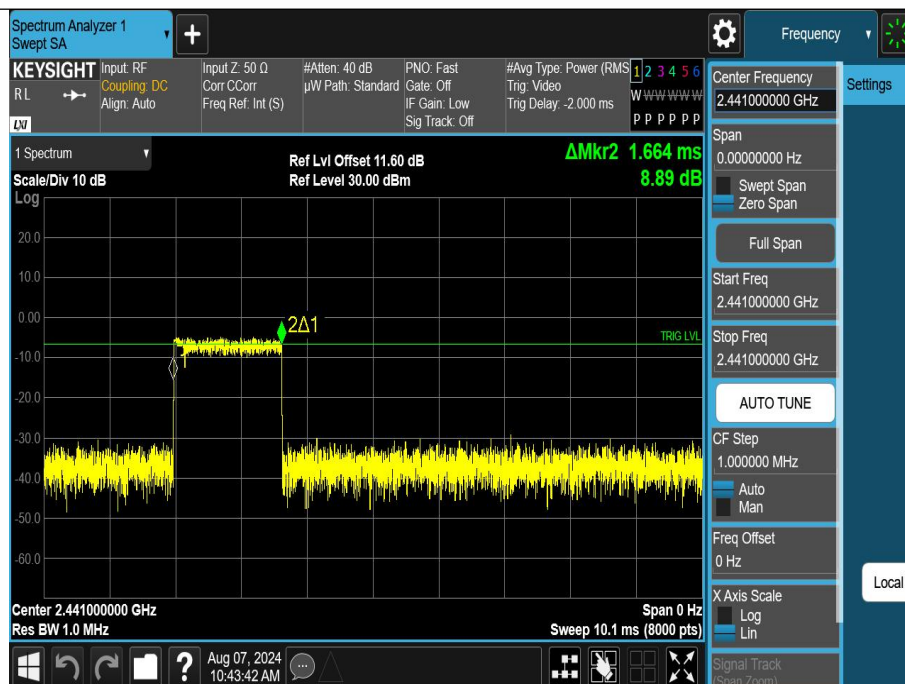 Spectrum Analyzer 1
Swept SA
Frequency
KEYSIGHT
RL
LXI
Input: RF
Coupling: DC
Align: Auto
Input Z: 50 Ω
Corr CCorr
Freq Ref: Int (S)
#Atten: 40 dB
µW Path: Standard
PNO: Fast
Gate: Off
IF Gain: Low
Sig Track: Off
#Avg Type: Power (RMS
Trig: Video
Trig Delay: -2.000 ms
1 2 3 4 5 6
W W W W W W
P P P P P P
Center Frequency
2.441000000 GHz
Settings
1 Spectrum
Scale/Div 10 dB
Ref Lvl Offset 11.60 dB
Ref Level 30.00 dBm
ΔMkr2 1.664 ms
8.89 dB
Log
20.0
10.0
0.00
-10.0
-20.0
-30.0
-40.0
-50.0
-60.0
2Δ1
TRIG LVL
Center 2.441000000 GHz
Res BW 1.0 MHz
Span 0 Hz
Sweep 10.1 ms (8000 pts)
Span
0.00000000 Hz
Swept Span
Zero Span
Full Span
Start Freq
2.441000000 GHz
Stop Freq
2.441000000 GHz
AUTO TUNE
CF Step
1.000000 MHz
Auto
Man
Freq Offset
0 Hz
X Axis Scale
Log
Lin
Local
Signal Track
(Span Zoom)
?
Aug 07, 2024
10:43:42 AM